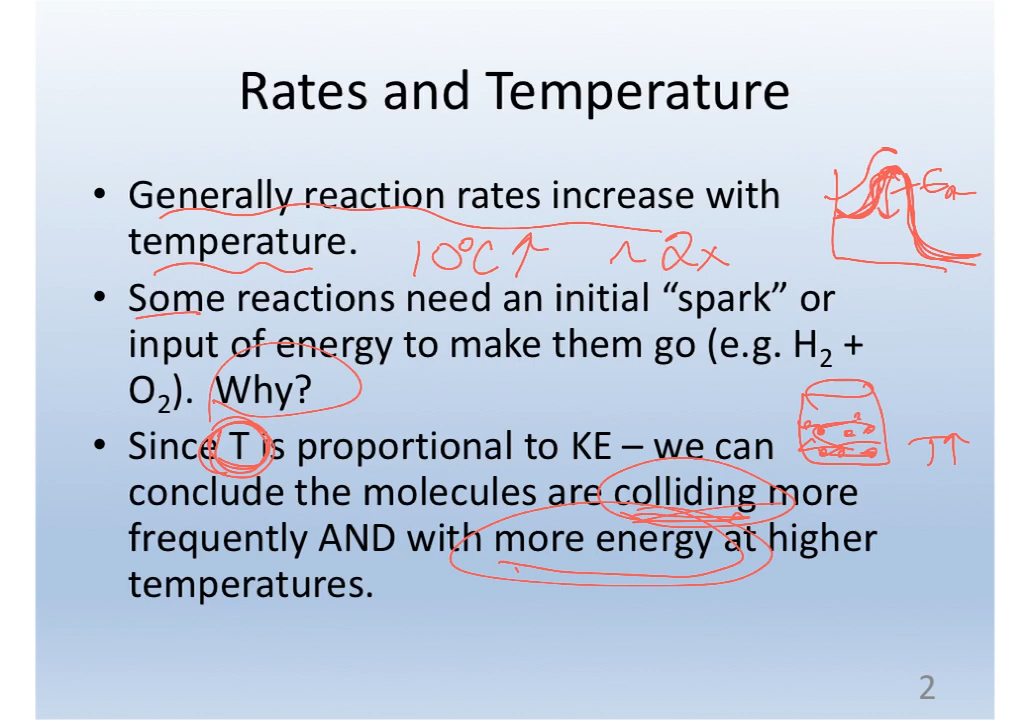 Rates and Temperature
• Generally reaction rates increase with
temperature. 10°C ↑ ~ 2x
Ea
• Some reactions need an initial “spark” or
input of energy to make them go (e.g. H₂ +
O₂). Why?
• Since T is proportional to KE – we can
T↑
conclude the molecules are colliding more
frequently AND with more energy at higher
temperatures.
2